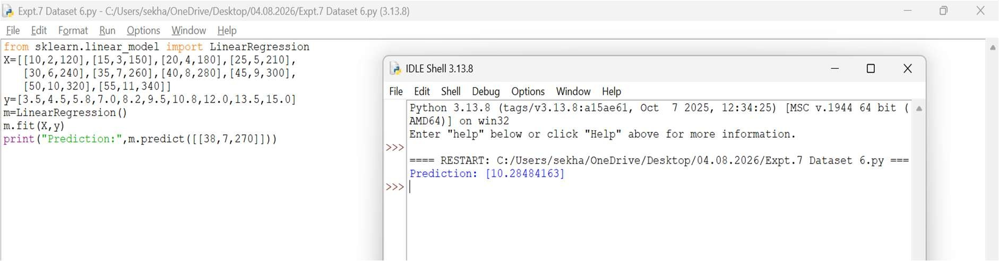 Expt.7 Dataset 6.py - C:/Users/sekha/OneDrive/Desktop/04.08.2026/Expt.7 Dataset 6.py (3.13.8)
File Edit Format Run Options Window Help
from sklearn.linear_model import LinearRegression
X=[[10,2,120],[15,3,150],[20,4,180],[25,5,210],
   [30,6,240],[35,7,260],[40,8,280],[45,9,300],
   [50,10,320],[55,11,340]]
y=[3.5,4.5,5.8,7.0,8.2,9.5,10.8,12.0,13.5,15.0]
m=LinearRegression()
m.fit(X,y)
print("Prediction:",m.predict([[38,7,270]]))
IDLE Shell 3.13.8
File Edit Shell Debug Options Window Help
Python 3.13.8 (tags/v3.13.8:a15ae61, Oct  7 2025, 12:34:25) [MSC v.1944 64 bit (
AMD64)] on win32
Enter "help" below or click "Help" above for more information.
>>>
==== RESTART: C:/Users/sekha/OneDrive/Desktop/04.08.2026/Expt.7 Dataset 6.py ===
Prediction: [10.28484163]
>>>